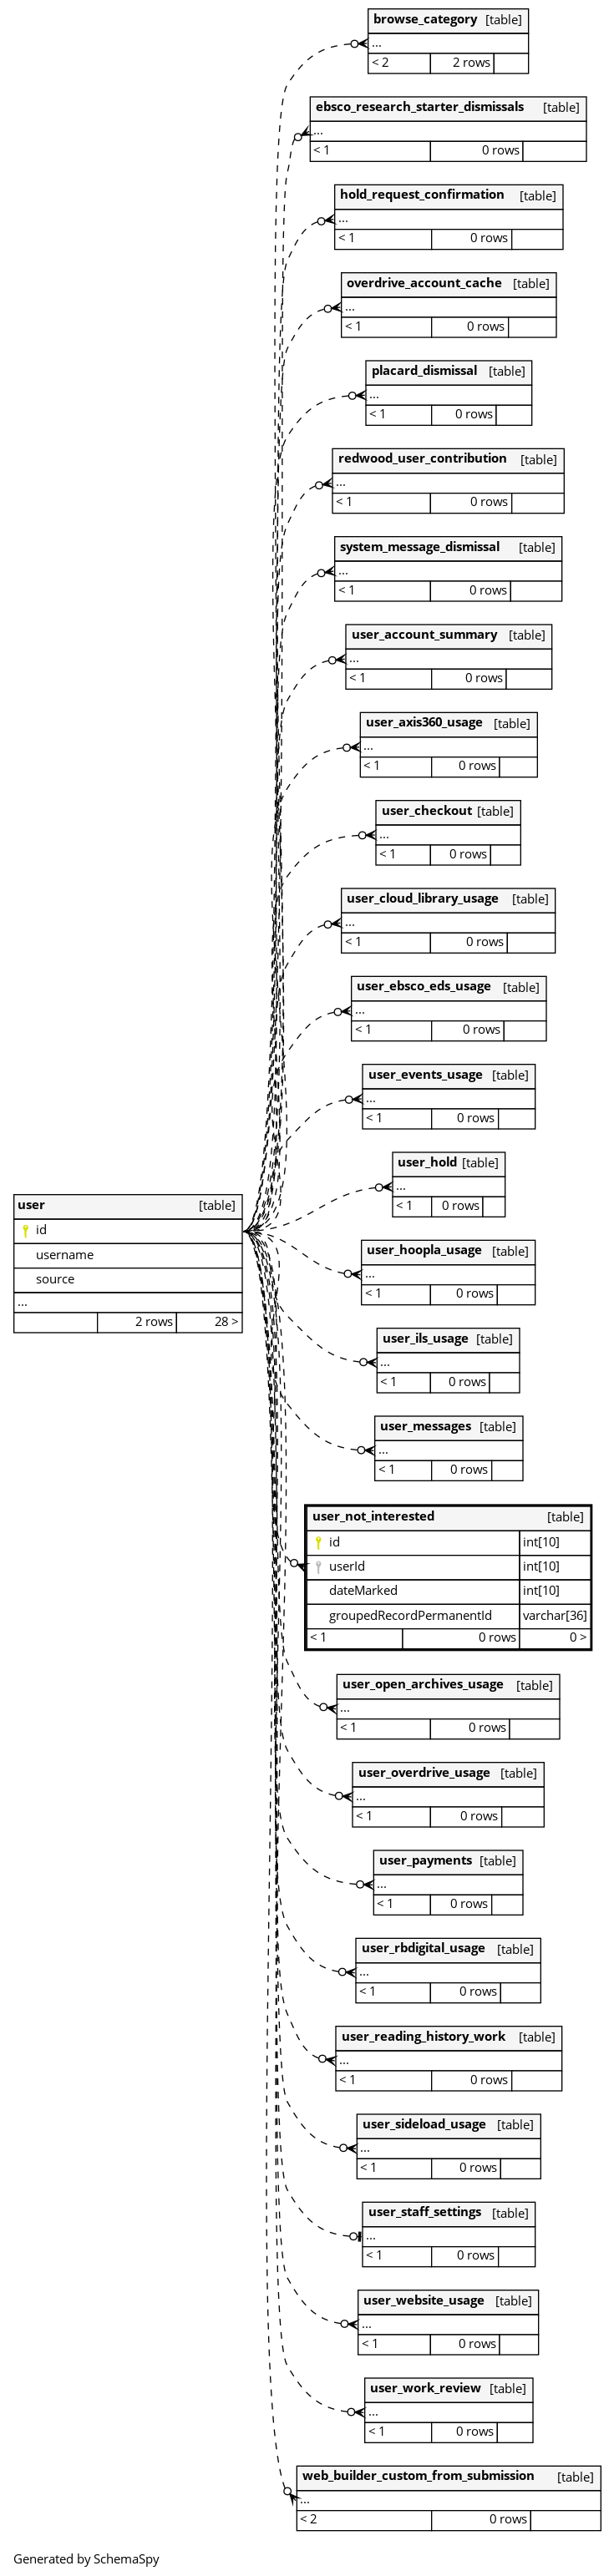 browse_category [table]
...
< 2 2 rows
ebsco_research_starter_dismissals [table]
...
< 1 0 rows
hold_request_confirmation [table]
...
< 1 0 rows
overdrive_account_cache [table]
...
< 1 0 rows
placard_dismissal [table]
...
< 1 0 rows
redwood_user_contribution [table]
...
< 1 0 rows
system_message_dismissal [table]
...
< 1 0 rows
user_account_summary [table]
...
< 1 0 rows
user_axis360_usage [table]
...
< 1 0 rows
user_checkout [table]
...
< 1 0 rows
user_cloud_library_usage [table]
...
< 1 0 rows
user_ebsco_eds_usage [table]
...
< 1 0 rows
user_events_usage [table]
...
< 1 0 rows
user_hold [table]
...
< 1 0 rows
user [table]
id
username
source
...
2 rows 28 >
user_hoopla_usage [table]
...
< 1 0 rows
user_ils_usage [table]
...
< 1 0 rows
user_messages [table]
...
< 1 0 rows
user_not_interested [table]
id int[10]
userId int[10]
dateMarked int[10]
groupedRecordPermanentId varchar[36]
< 1 0 rows 0 >
user_open_archives_usage [table]
...
< 1 0 rows
user_overdrive_usage [table]
...
< 1 0 rows
user_payments [table]
...
< 1 0 rows
user_rbdigital_usage [table]
...
< 1 0 rows
user_reading_history_work [table]
...
< 1 0 rows
user_sideload_usage [table]
...
< 1 0 rows
user_staff_settings [table]
...
< 1 0 rows
user_website_usage [table]
...
< 1 0 rows
user_work_review [table]
...
< 1 0 rows
web_builder_custom_from_submission [table]
...
< 2 0 rows
Generated by SchemaSpy